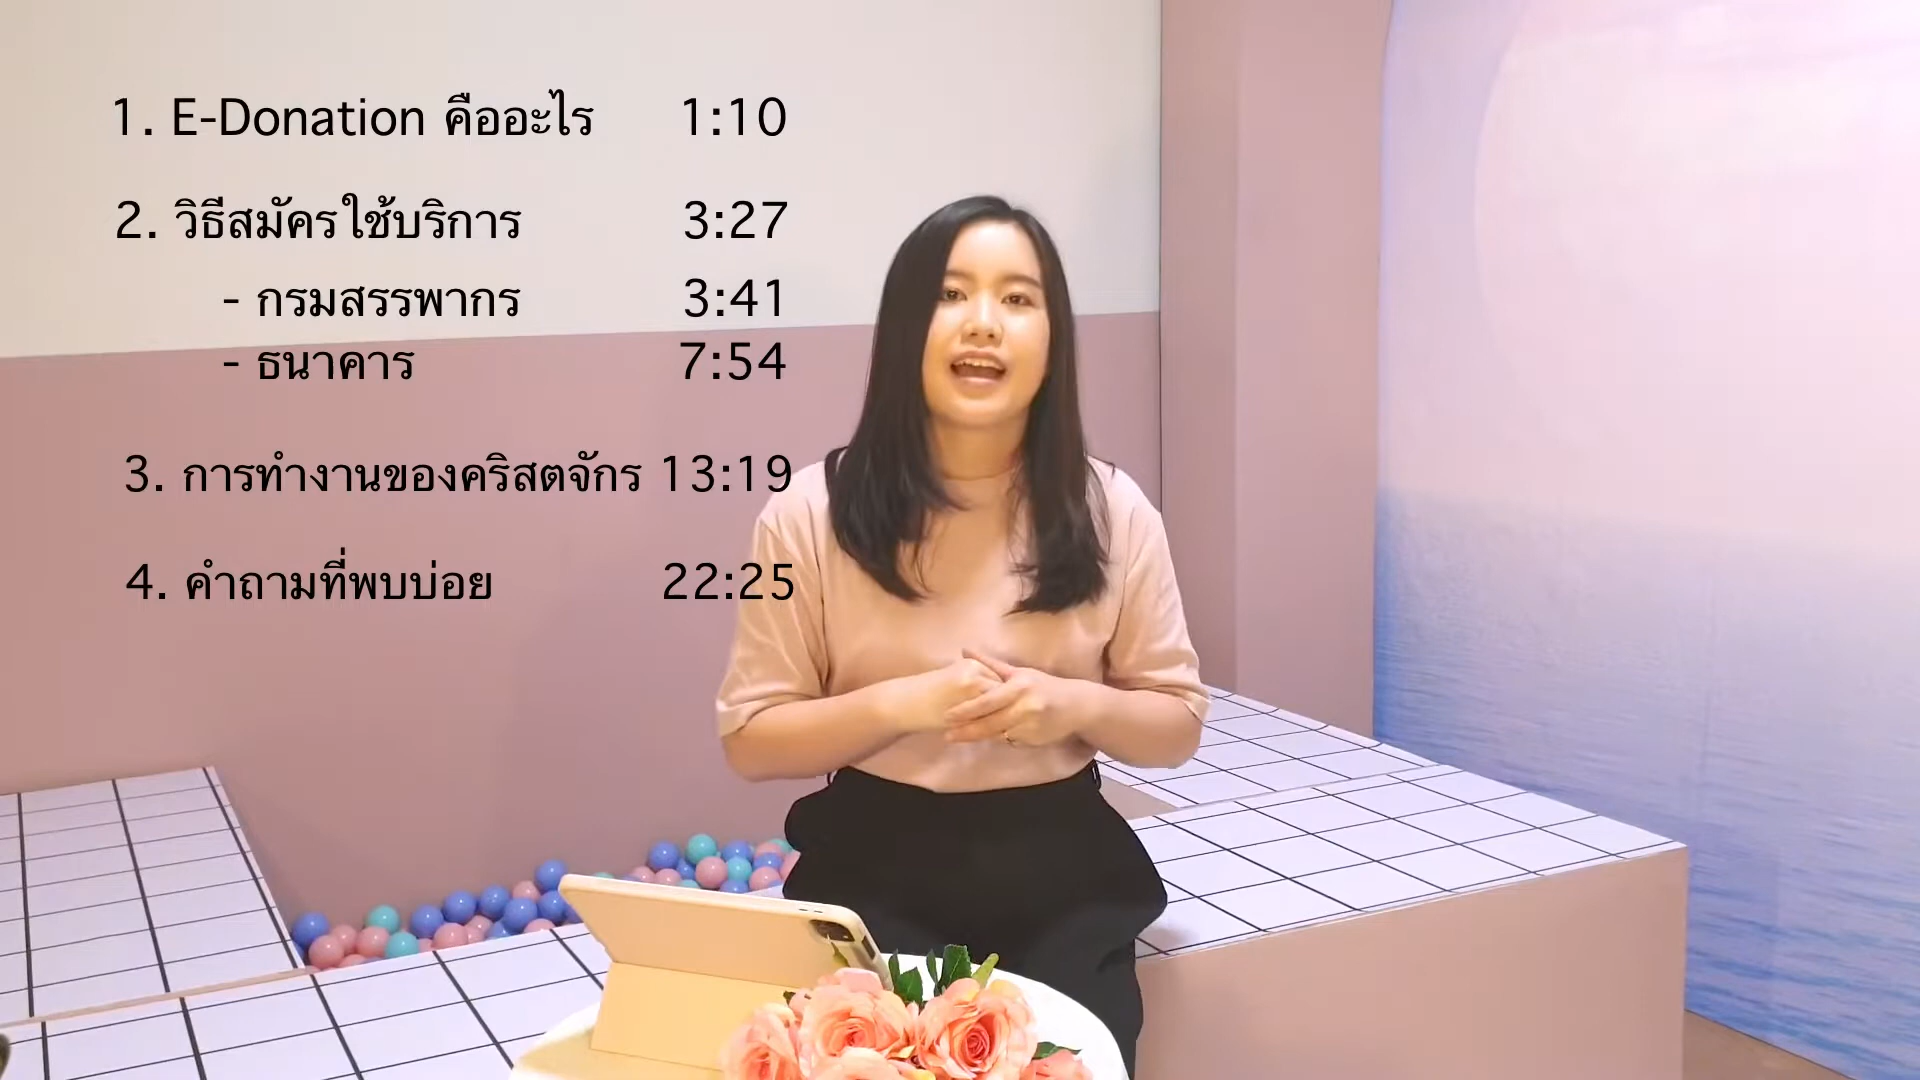 1. E-Donation คืออะไร 1:10
2. วิธีสมัครใช้บริการ 3:27
- กรมสรรพากร 3:41
- ธนาคาร 7:54
3. การทำงานของคริสตจักร 13:19
4. คำถามที่พบบ่อย 22:25